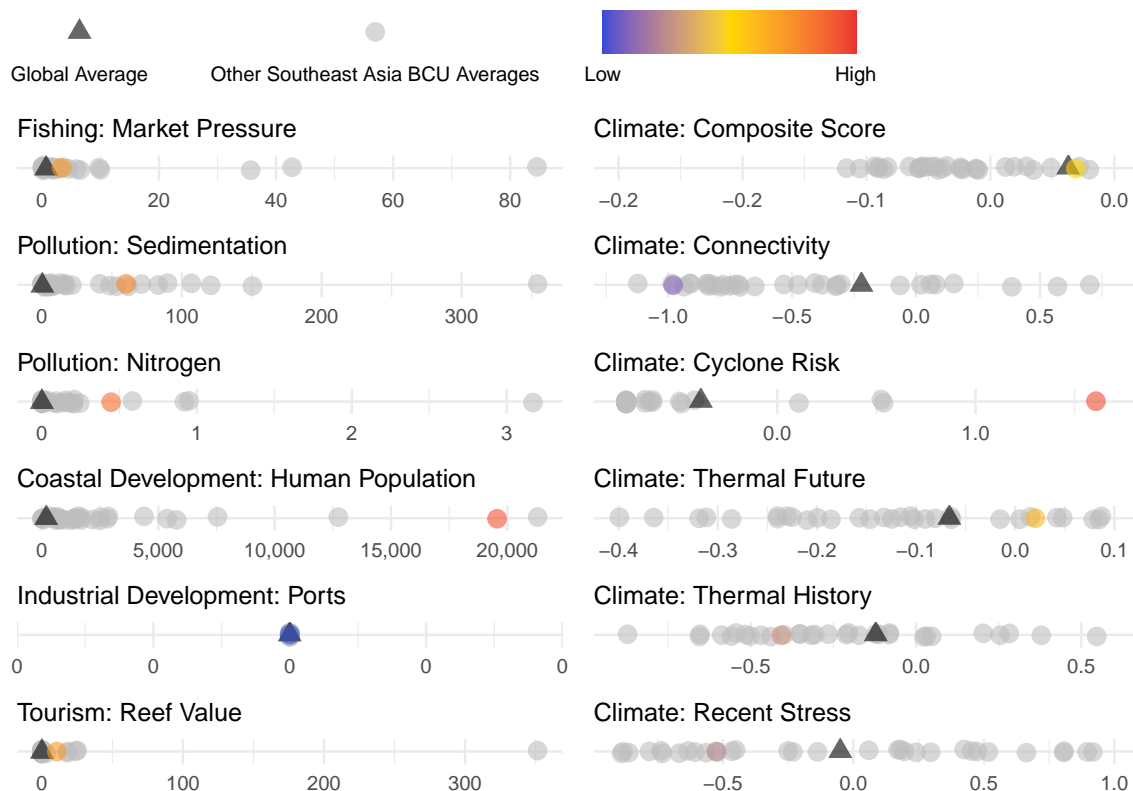 Global Average
Other Southeast Asia BCU Averages
Low
High
Fishing: Market Pressure
0 20 40 60 80
Climate: Composite Score
−0.2 −0.2 −0.1 0.0 0.0
Pollution: Sedimentation
0 100 200 300
Climate: Connectivity
−1.0 −0.5 0.0 0.5
Pollution: Nitrogen
0 1 2 3
Climate: Cyclone Risk
0.0 1.0
Coastal Development: Human Population
0 5,000 10,000 15,000 20,000
Climate: Thermal Future
−0.4 −0.3 −0.2 −0.1 0.0 0.1
Industrial Development: Ports
0 0 0 0 0
Climate: Thermal History
−0.5 0.0 0.5
Tourism: Reef Value
0 100 200 300
Climate: Recent Stress
−0.5 0.0 0.5 1.0